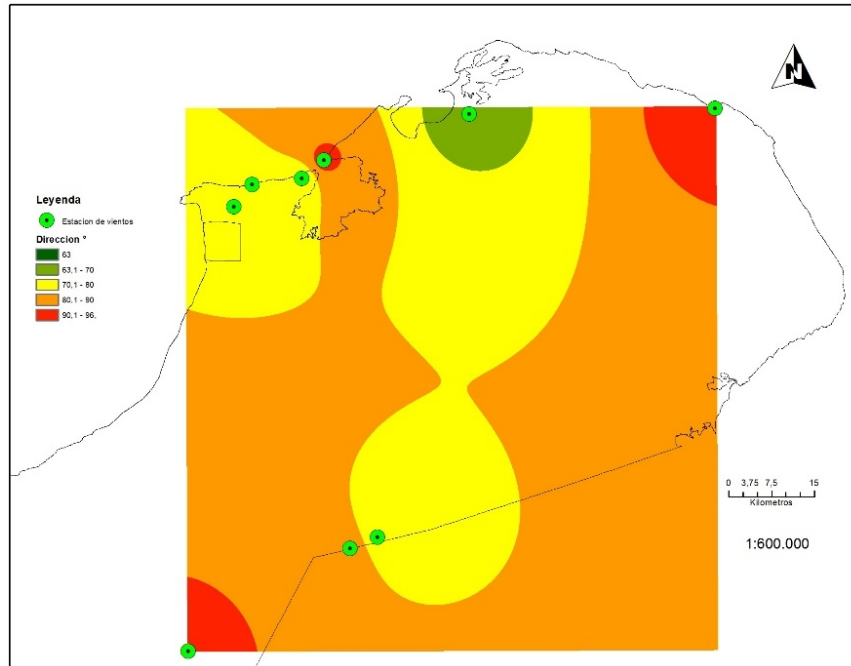 N
Leyenda
Estacion de vientos
Direccion °
63
63,1 - 70
70,1 - 80
80,1 - 90
90,1 - 96,
0 3,75 7,5 15
Kilometros
1:600.000